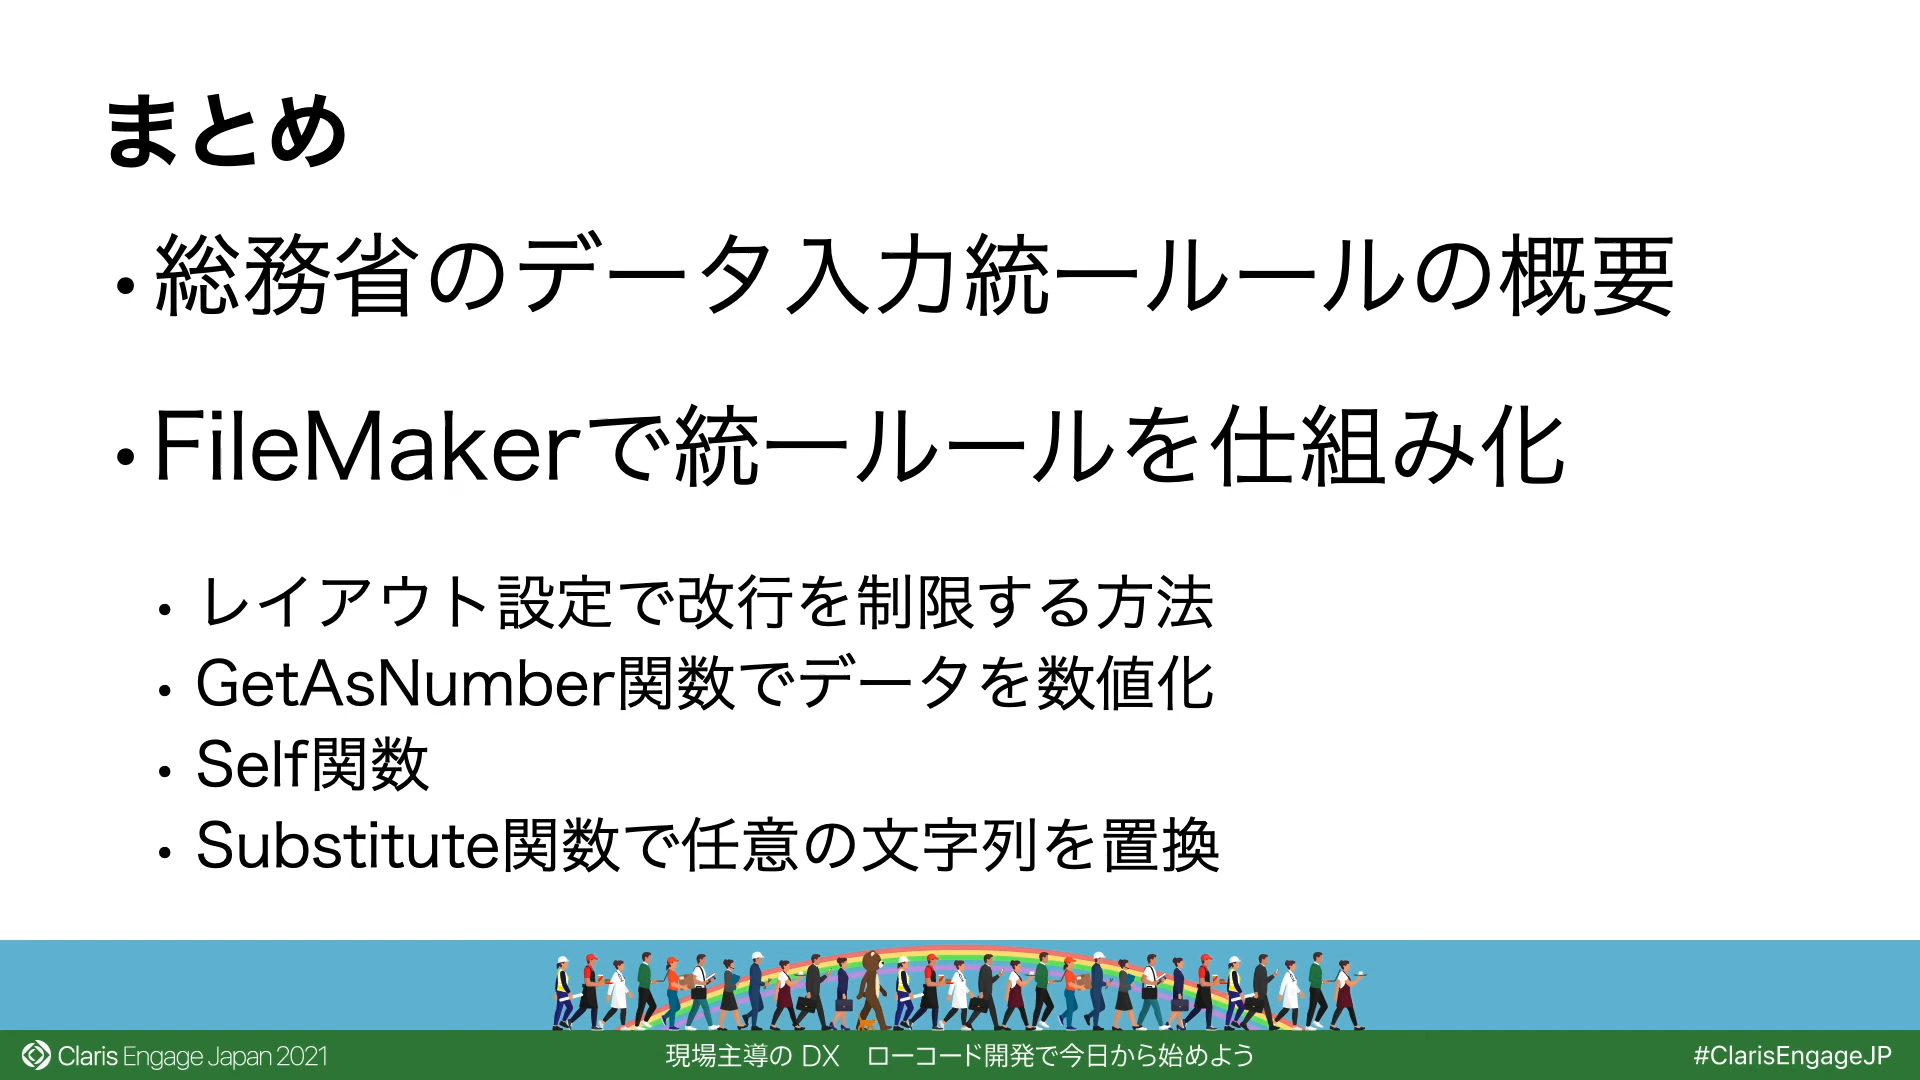 まとめ
• 総務省のデータ入力統一ルールの概要
• FileMakerで統一ルールを仕組み化
• レイアウト設定で改行を制限する方法
• GetAsNumber関数でデータを数値化
• Self関数
• Substitute関数で任意の文字列を置換
Claris Engage Japan 2021
現場主導の DX　ローコード開発で今日から始めよう
#ClarisEngageJP